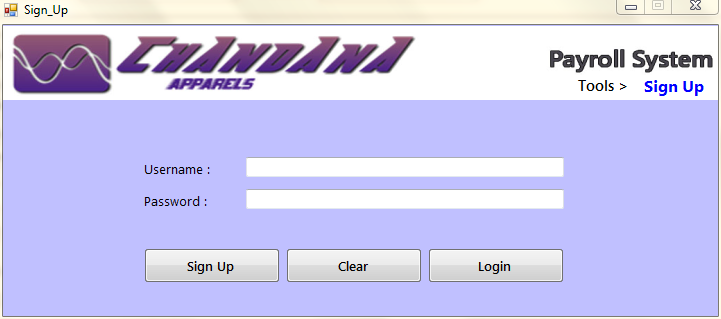 Sign_Up
CHANDANA
APPARELS
Payroll System
Tools > Sign Up
Username :
Password :
Sign Up Clear Login